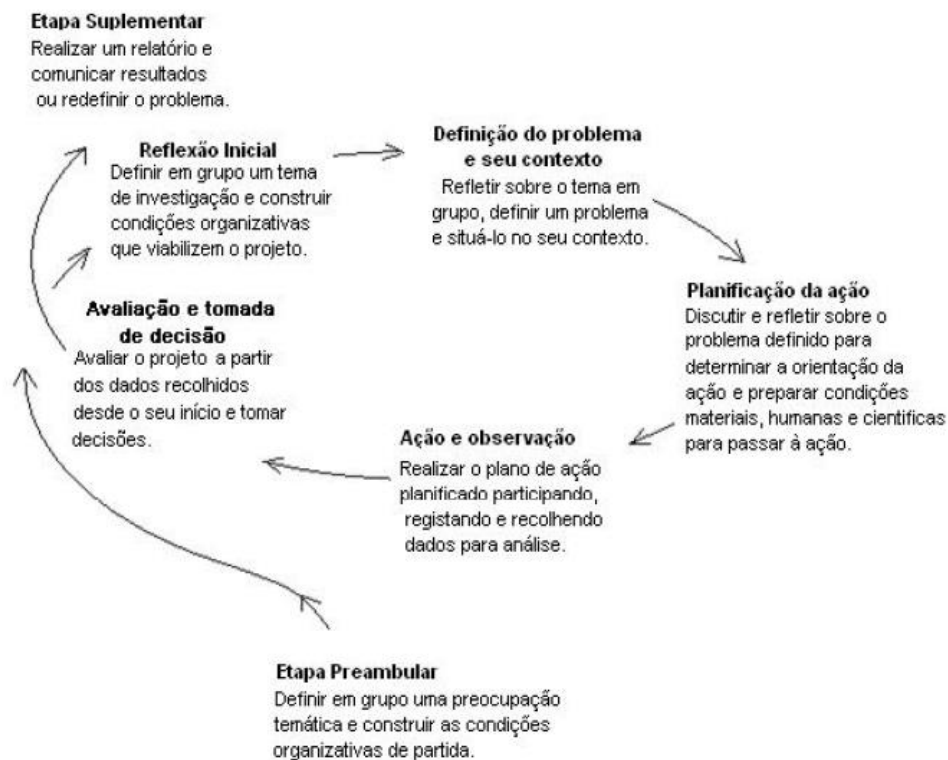 Etapa Suplementar
Realizar um relatório e
comunicar resultados
ou redefinir o problema.
Reflexão Inicial
Definir em grupo um tema
de investigação e construir
condições organizativas
que viabilizem o projeto.
Definição do problema
e seu contexto
Refletir sobre o tema em
grupo, definir um problema
e situá-lo no seu contexto.
Planificação da ação
Discutir e refletir sobre o
problema definido para
determinar a orientação da
ação e preparar condições
materiais, humanas e cientificas
para passar à ação.
Ação e observação
Realizar o plano de ação
planificado participando,
registando e recolhendo
dados para análise.
Avaliação e tomada
de decisão
Avaliar o projeto a partir
dos dados recolhidos
desde o seu início e tomar
decisões.
Etapa Preambular
Definir em grupo uma preocupação
temática e construir as condições
organizativas de partida.